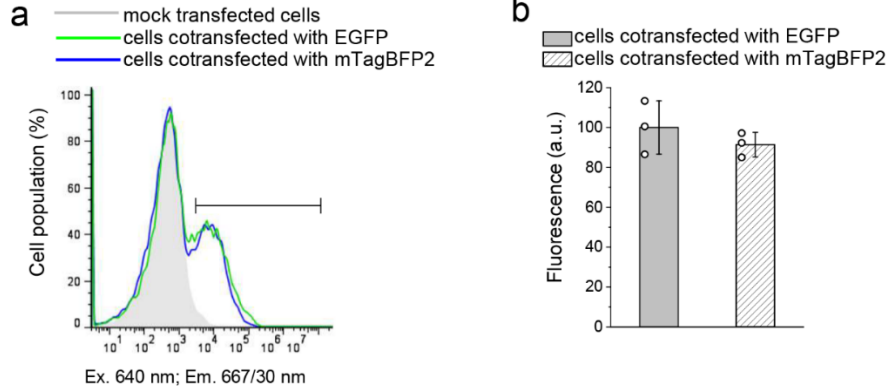 a
mock transfected cells
cells cotransfected with EGFP
cells cotransfected with mTagBFP2
Cell population (%)
100
80
60
40
20
0
10¹ 10² 10³ 10⁴ 10⁵ 10⁶ 10⁷
Ex. 640 nm; Em. 667/30 nm
b
cells cotransfected with EGFP
cells cotransfected with mTagBFP2
Fluorescence (a.u.)
120
100
80
60
40
20
0